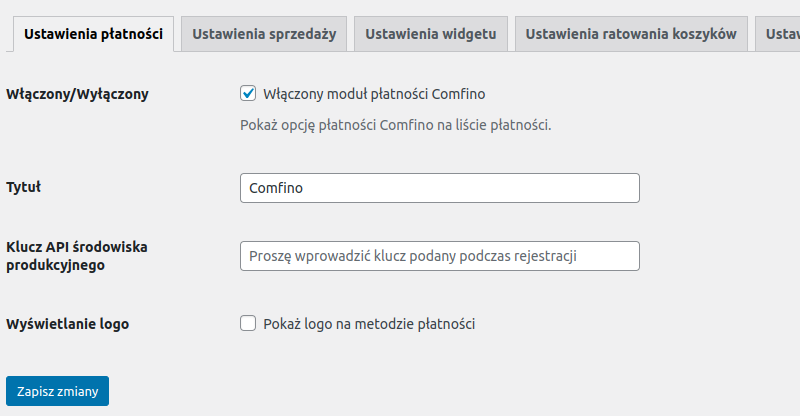 Ustawienia płatności Ustawienia sprzedaży Ustawienia widgetu Ustawienia ratowania koszyków
Włączony/Wyłączony Włączony moduł płatności Comfino
Pokaż opcję płatności Comfino na liście płatności.
Tytuł Comfino
Klucz API środowiska
produkcyjnego
Proszę wprowadzić klucz podany podczas rejestracji
Wyświetlanie logo Pokaż logo na metodzie płatności
Zapisz zmiany